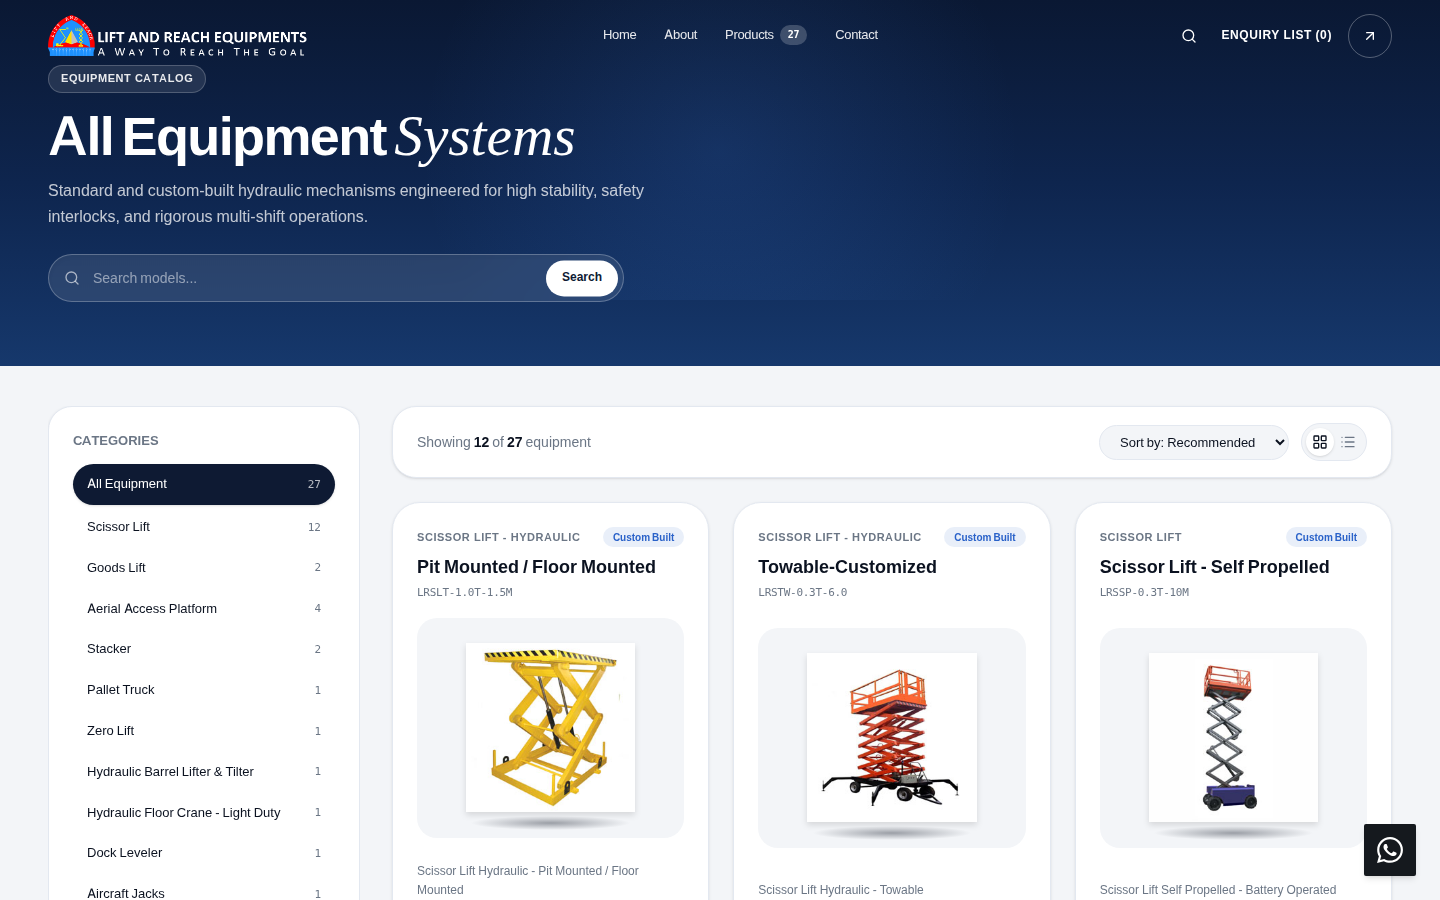 LIFT AND REACH EQUIPMENTS
A WAY TO REACH THE GOAL
Home
About
Products 27
Contact
ENQUIRY LIST (0)
EQUIPMENT CATALOG
All Equipment Systems
Standard and custom-built hydraulic mechanisms engineered for high stability, safety
interlocks, and rigorous multi-shift operations.
Search models...
Search
CATEGORIES
All Equipment 27
Scissor Lift 12
Goods Lift 2
Aerial Access Platform 4
Stacker 2
Pallet Truck 1
Zero Lift 1
Hydraulic Barrel Lifter & Tilter 1
Hydraulic Floor Crane - Light Duty 1
Dock Leveler 1
Aircraft Jacks 1
Showing 12 of 27 equipment
Sort by: Recommended
SCISSOR LIFT - HYDRAULIC
Custom Built
Pit Mounted / Floor Mounted
LRSLT-1.0T-1.5M
Scissor Lift Hydraulic - Pit Mounted / Floor
Mounted
SCISSOR LIFT - HYDRAULIC
Custom Built
Towable-Customized
LRSTW-0.3T-6.0
Scissor Lift Hydraulic - Towable
SCISSOR LIFT
Custom Built
Scissor Lift - Self Propelled
LRSSP-0.3T-10M
Scissor Lift Self Propelled - Battery Operated